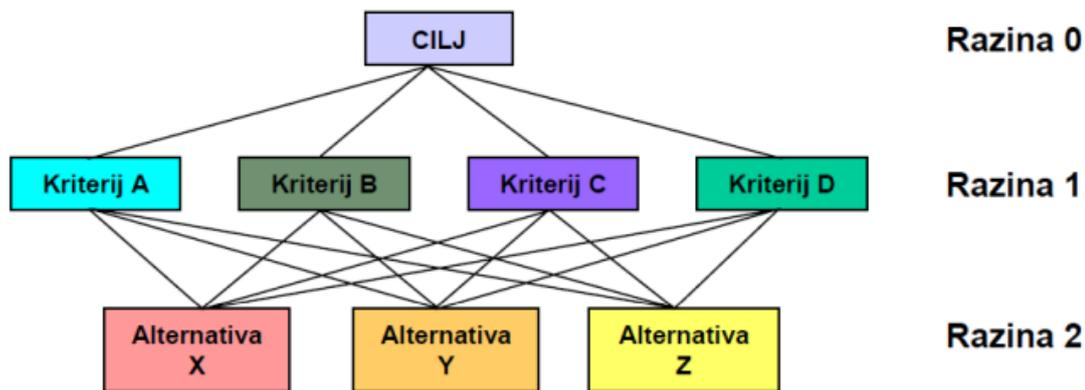 CILJ
Razina 0
Kriterij A
Kriterij B
Kriterij C
Kriterij D
Razina 1
Alternativa
X
Alternativa
Y
Alternativa
Z
Razina 2